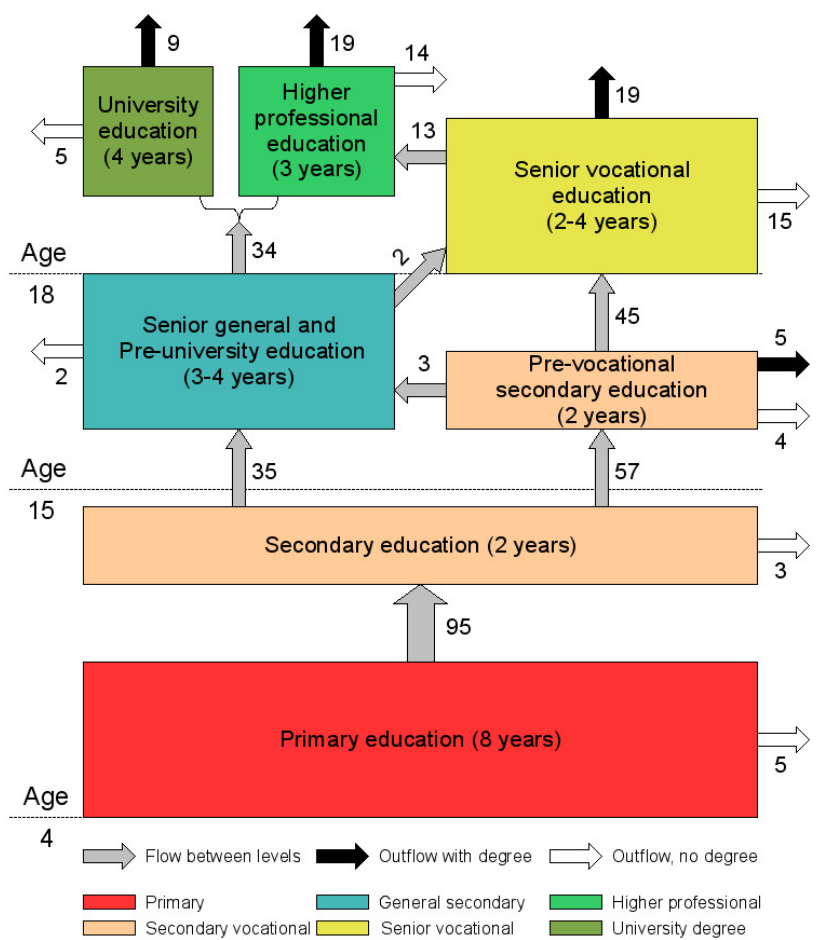 9
19
14
University
education
(4 years)
Higher
professional
education
(3 years)
5
13
19
Senior vocational
education
(2-4 years)
15
34
2
Age
18
Senior general and
Pre-university education
(3-4 years)
2
45
3
Pre-vocational
secondary education
(2 years)
5
4
35
57
Age
15
Secondary education (2 years)
3
95
Primary education (8 years)
5
Age
4
Flow between levels
Outflow with degree
Outflow, no degree
Primary
General secondary
Higher professional
Secondary vocational
Senior vocational
University degree